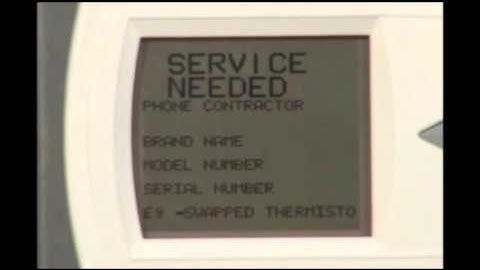 SERVICE
NEEDED
PHONE CONTRACTOR
BRAND NAME
MODEL NUMBER
SERIAL NUMBER
E9 =SWAPPED THERMISTO